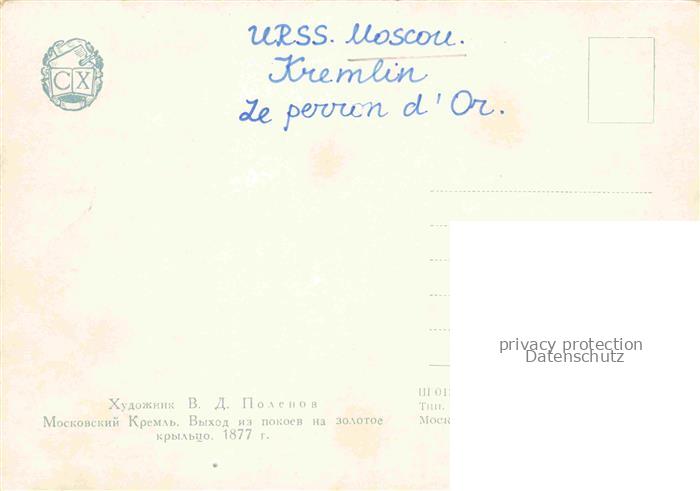 URSS. Moscou.
Kremlin
Le perron d'Or.
СХ
privacy protection
Datenschutz
Художник В. Д. Поленов
Московский Кремль. Выход из покоев на золотое
крыльцо. 1877 г.
Тип.